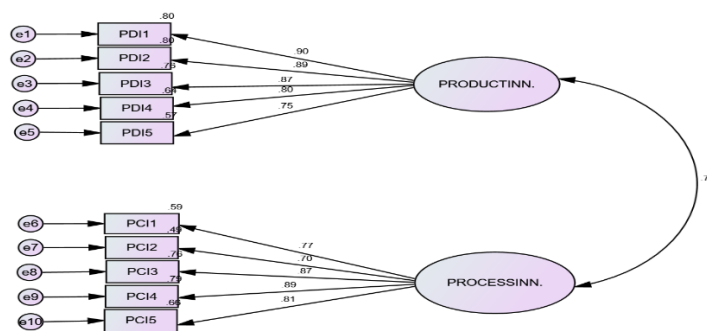 .80
e1 PDI1
.80
.90
e2 PDI2
.89
.76
e3 PDI3
.87
PRODUCTINN.
.64
.80
e4 PDI4
.57
.75
e5 PDI5
.7
.59
e6 PCI1
.49
.77
e7 PCI2
.70
.76
e8 PCI3
.87
PROCESSINN.
.79
.89
e9 PCI4
.66
.81
e10 PCI5